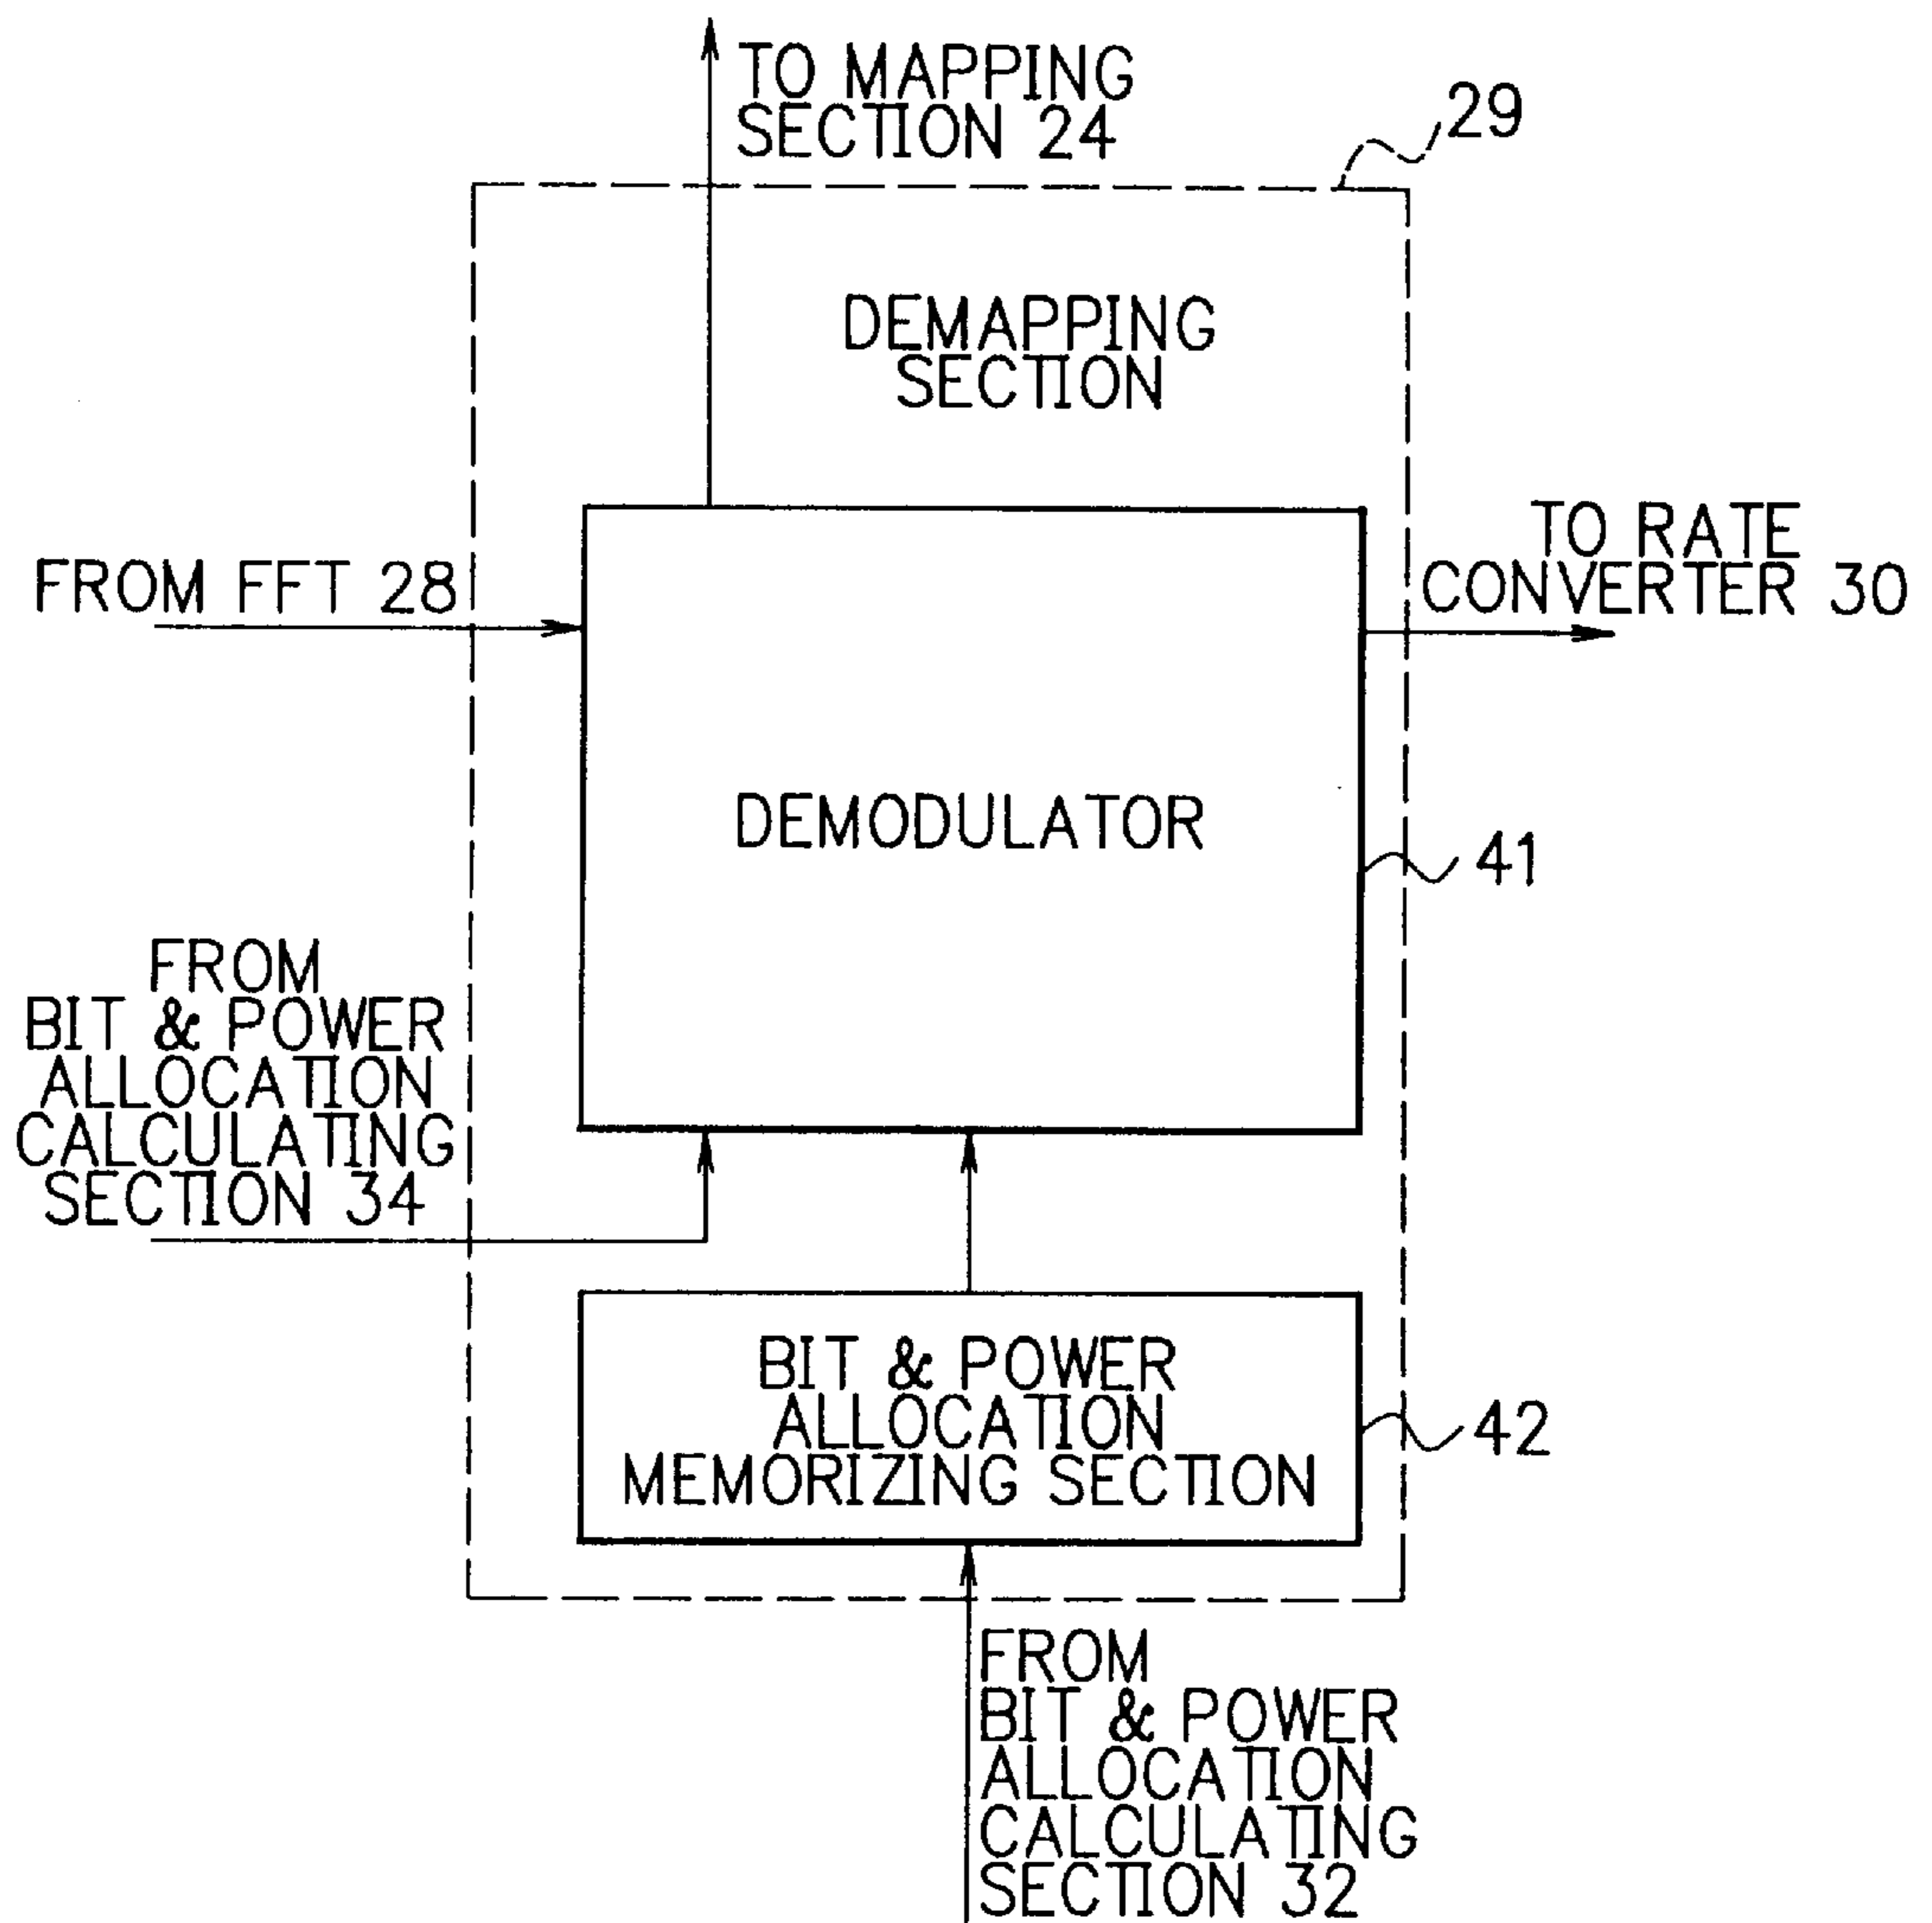 TO MAPPING
SECTION 24
29
DEMAPPING
SECTION
TO RATE
CONVERTER 30
FROM FFT 28
DEMODULATOR
41
FROM
BIT & POWER
ALLOCATION
CALCULATING
SECTION 34
BIT & POWER
ALLOCATION
MEMORIZING SECTION
42
FROM
BIT & POWER
ALLOCATION
CALCULATING
SECTION 32